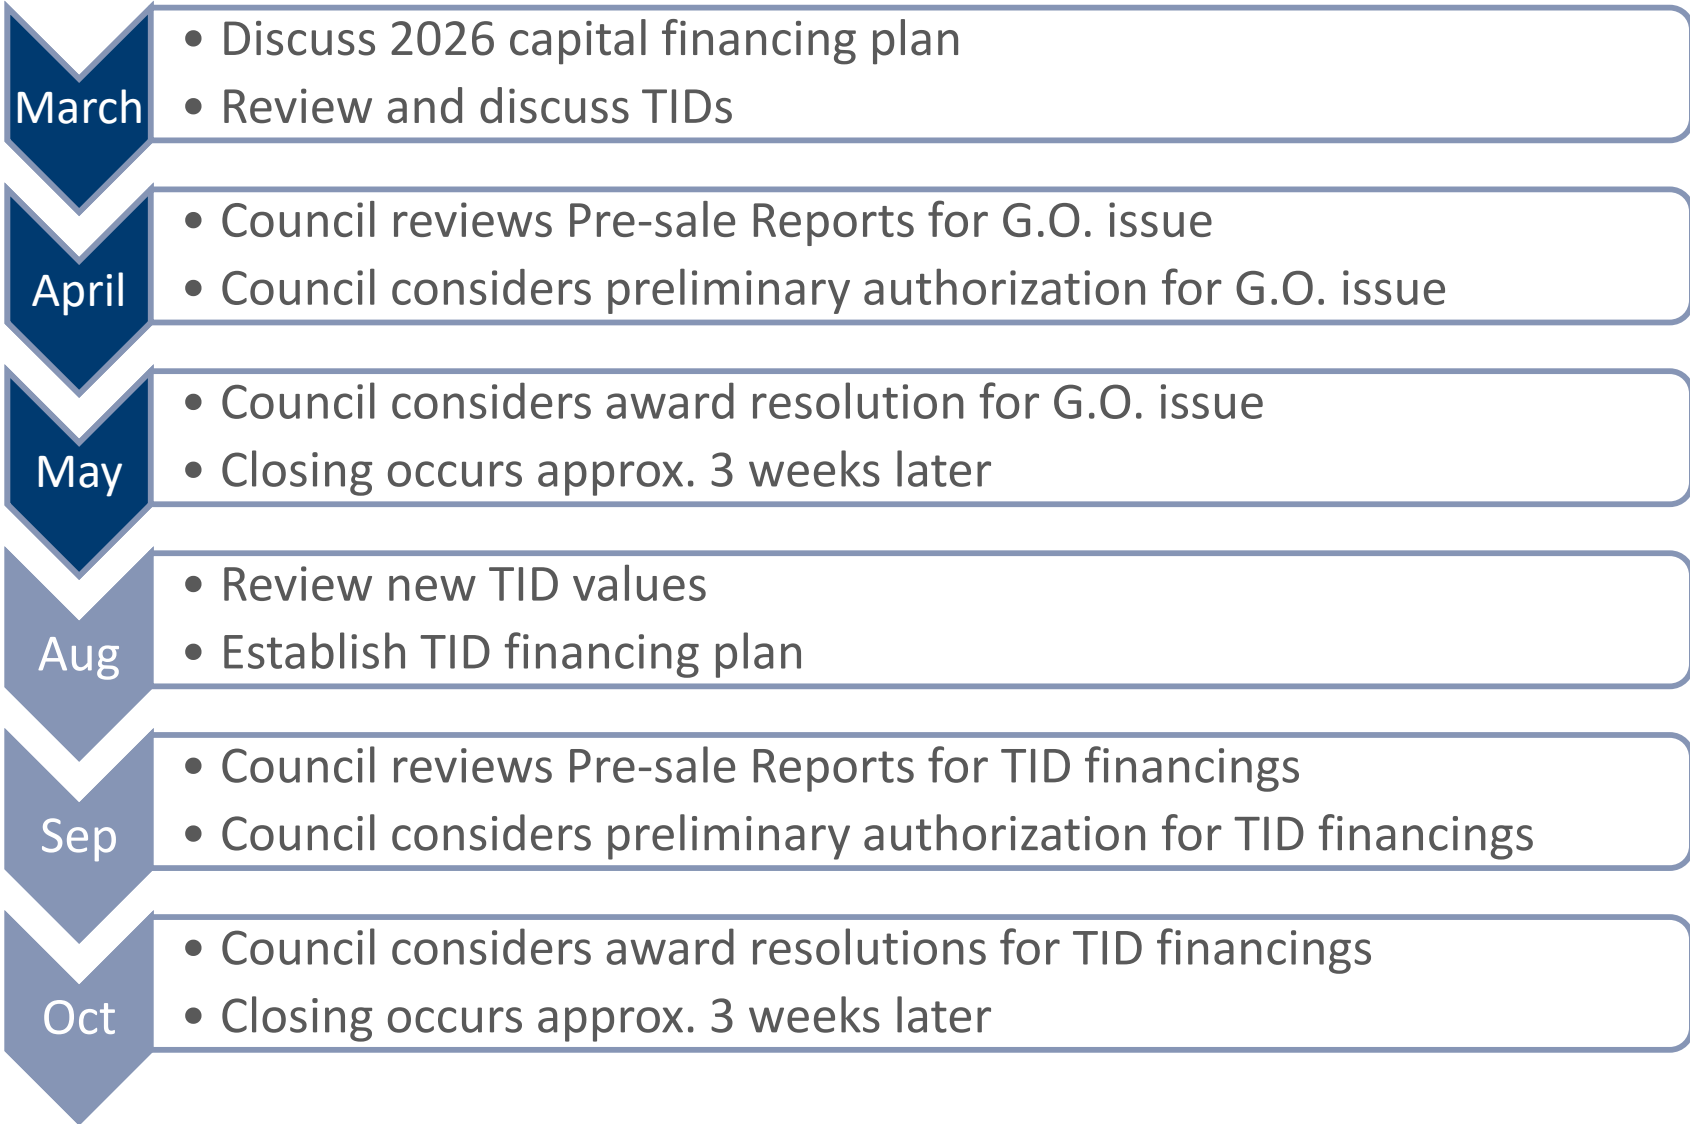 March
• Discuss 2026 capital financing plan
• Review and discuss TIDs
April
• Council reviews Pre-sale Reports for G.O. issue
• Council considers preliminary authorization for G.O. issue
May
• Council considers award resolution for G.O. issue
• Closing occurs approx. 3 weeks later
Aug
• Review new TID values
• Establish TID financing plan
Sep
• Council reviews Pre-sale Reports for TID financings
• Council considers preliminary authorization for TID financings
Oct
• Council considers award resolutions for TID financings
• Closing occurs approx. 3 weeks later